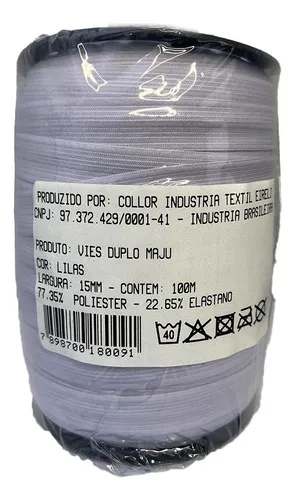 PRODUZIDO POR: COLLOR INDUSTRIA TEXTIL EIRELI
CNPJ: 97.372.429/0001-41 - INDUSTRIA BRASILEIRA
PRODUTO: VIES DUPLO MAJU
COR: LILAS
LARGURA: 15MM - CONTEM: 100M
77.35% POLIESTER - 22.65% ELASTANO
40
7 898700 180091